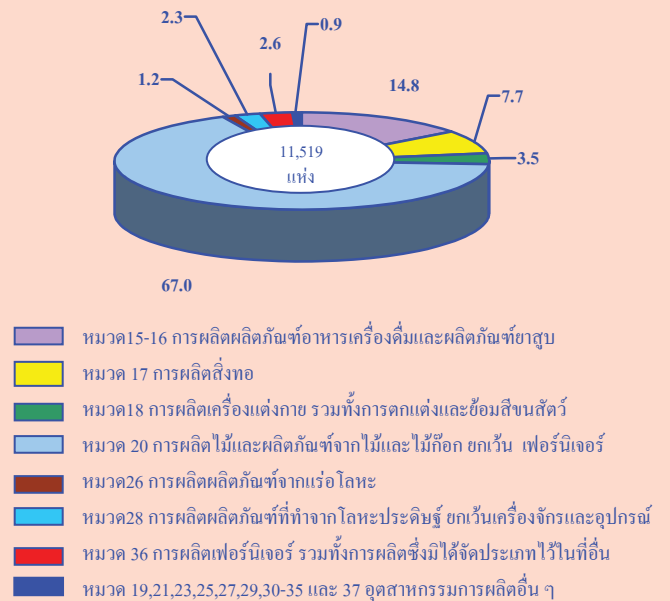 2.3
0.9
2.6
1.2
14.8
7.7
11,519
แห่ง
3.5
67.0
หมวด15-16 การผลิตผลิตภัณฑ์อาหารเครื่องดื่มและผลิตภัณฑ์ยาสูบ
หมวด 17 การผลิตสิ่งทอ
หมวด18 การผลิตเครื่องแต่งกาย รวมทั้งการตกแต่งและย้อมสีขนสัตว์
หมวด 20 การผลิตไม้และผลิตภัณฑ์จากไม้และไม้ก๊อก ยกเว้น เฟอร์นิเจอร์
หมวด26 การผลิตผลิตภัณฑ์จากแร่อโลหะ
หมวด28 การผลิตผลิตภัณฑ์ที่ทำจากโลหะประดิษฐ์ ยกเว้นเครื่องจักรและอุปกรณ์
หมวด 36 การผลิตเฟอร์นิเจอร์ รวมทั้งการผลิตซึ่งมิได้จัดประเภทไว้ในที่อื่น
หมวด 19,21,23,25,27,29,30-35 และ 37 อุตสาหกรรมการผลิตอื่น ๆ